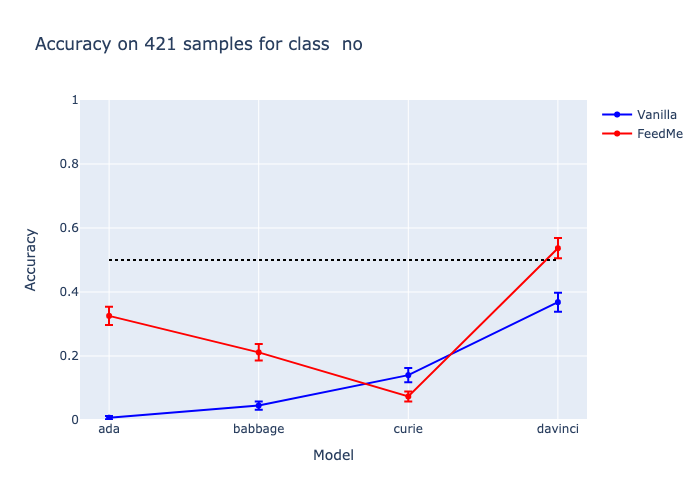 Accuracy on 421 samples for class  no
Vanilla
FeedMe
1
0.8
0.6
0.4
0.2
0
Accuracy
ada
babbage
curie
davinci
Model